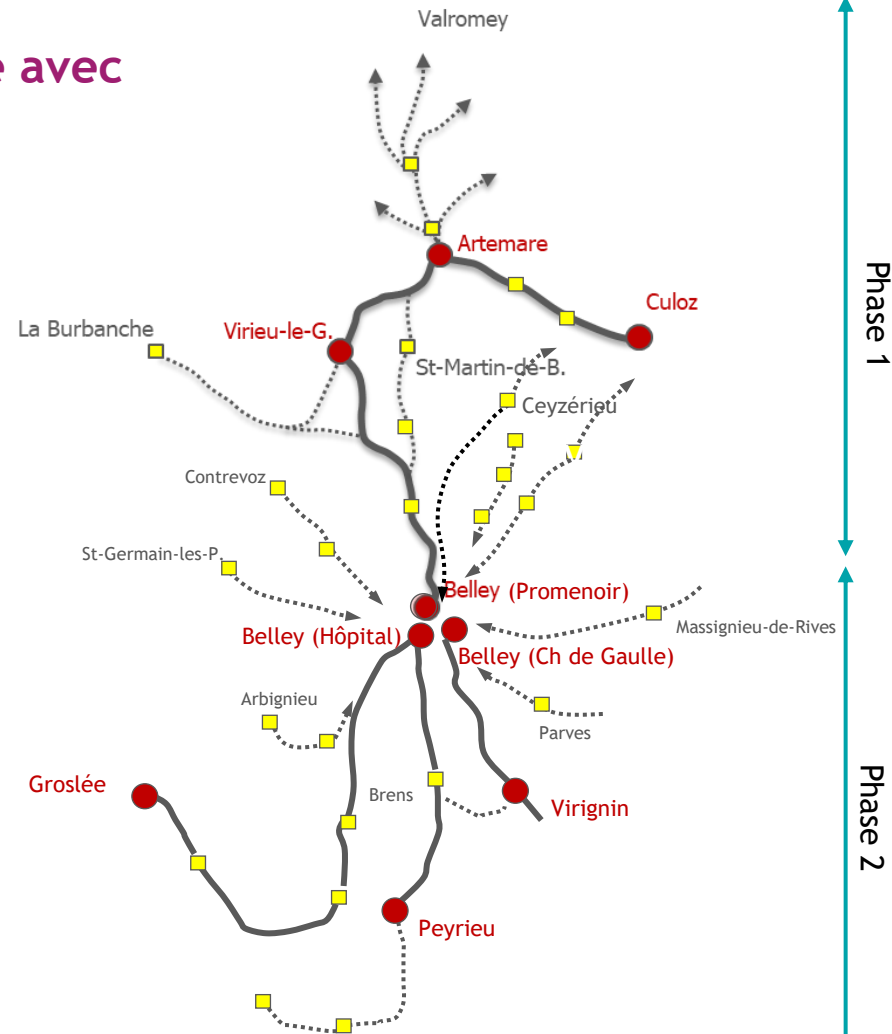 Valromey
e avec
Artemare
Culoz
Phase 1
La Burbanche
Virieu-le-G.
St-Martin-de-B.
Ceyzérieu
Contrevoz
St-Germain-les-P.
Belley (Promenoir)
Belley (Hôpital)
Massignieu-de-Rives
Belley (Ch de Gaulle)
Arbignieu
Parves
Groslée
Brens
Virignin
Phase 2
Peyrieu